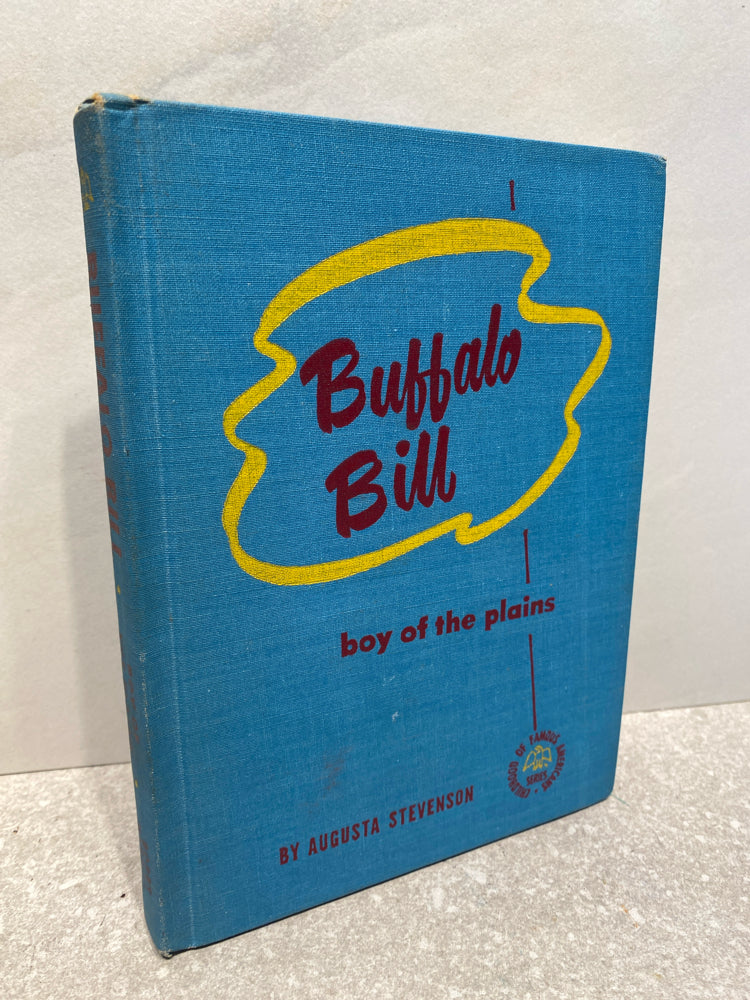 Buffalo
Bill
boy of the plains
CHILDHOOD OF FAMOUS AMERICANS •
SERIES
BY AUGUSTA STEVENSON
BUFFALO BILL